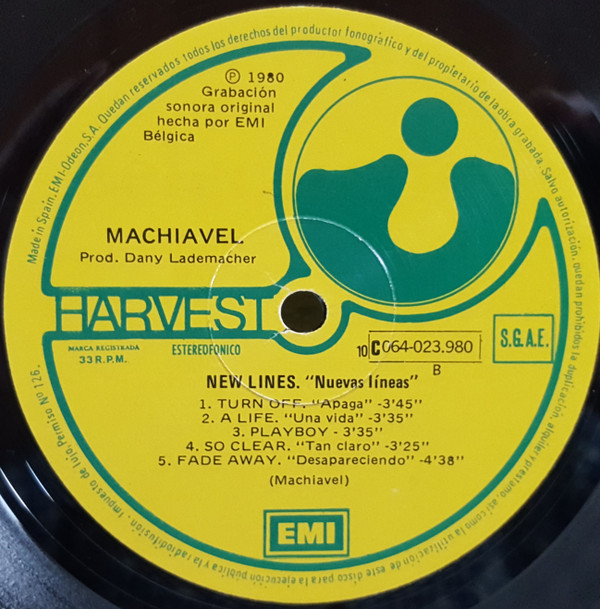 Made in Spain. EMI-Odeon, S.A. Quedan reservados todos los derechos del productor fonográfico y del propietario de la obra grabada. Salvo autorización, quedan prohibidos la duplicación, alquiler y prestamo, así como la utilización de este disco para la ejecución pública y la radiodifusión. Impuesto de lujo, Permiso Nº 126.
Ⓟ 1980
Grabación
sonora original
hecha por EMI
Bélgica
MACHIAVEL.
Prod. Dany Lademacher
HARVEST
MARCA REGISTRADA
33 R.P.M.
ESTEREOFONICO
10 C 064-023.980
B
S.G.A.E.
NEW LINES. "Nuevas líneas"
1. TURN OFF. "Apaga" -3'45"
2. A LIFE. "Una vida" -3'35"
3. PLAYBOY - 3'35"
4. SO CLEAR. "Tan claro" -3'25"
5. FADE AWAY. "Desapareciendo" -4'38"
(Machiavel)
EMI